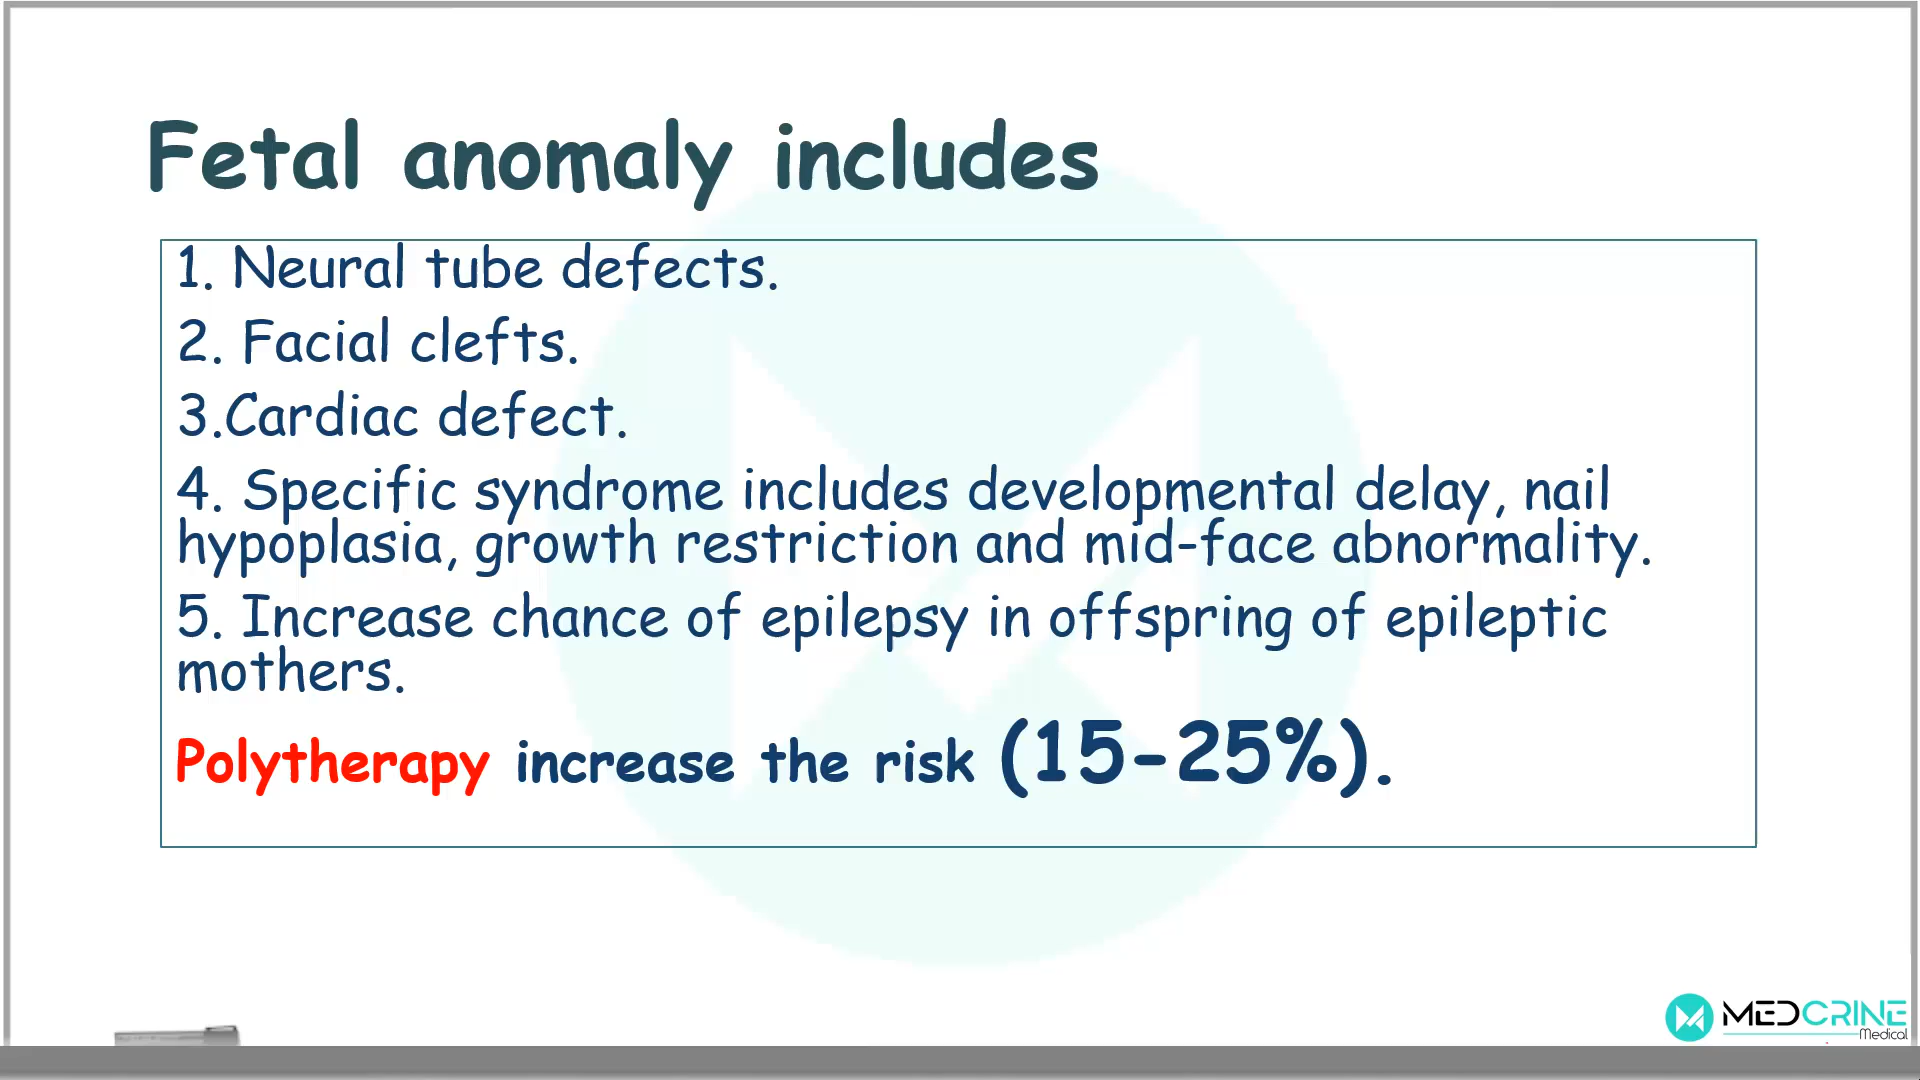 Fetal anomaly includes
1. Neural tube defects.
2. Facial clefts.
3.Cardiac defect.
4. Specific syndrome includes developmental delay, nail
hypoplasia, growth restriction and mid-face abnormality.
5. Increase chance of epilepsy in offspring of epileptic
mothers.
Polytherapy increase the risk (15-25%).
MEDCRINE
Medical